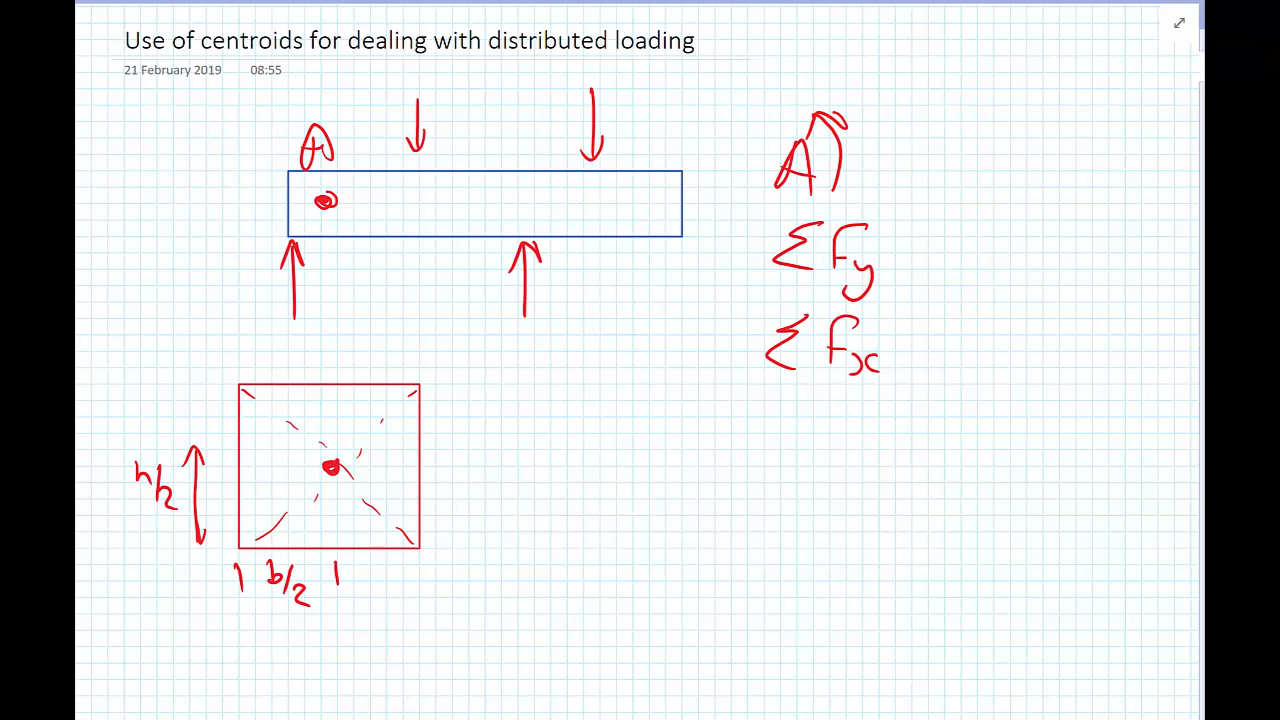 Use of centroids for dealing with distributed loading
21 February 2019 08:55
A
A
ΣFy
ΣFx
h/2
b/2